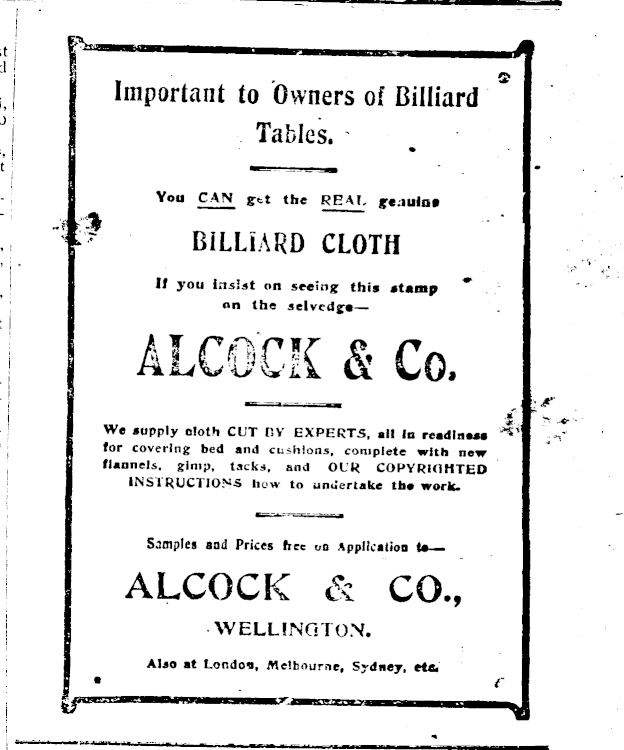 Important to Owners of Billiard
Tables.
You CAN get the REAL genuine
BILLIARD CLOTH
If you insist on seeing this stamp
on the selvedge—
ALCOCK & Co.
We supply cloth CUT BY EXPERTS, all in readiness
for covering bed and cushions, complete with new
flannels, gimp, tacks, and OUR COPYRIGHTED
INSTRUCTIONS how to undertake the work.
Samples and Prices free on Application to—
ALCOCK & CO.,
WELLINGTON.
Also at London, Melbourne, Sydney, etc.